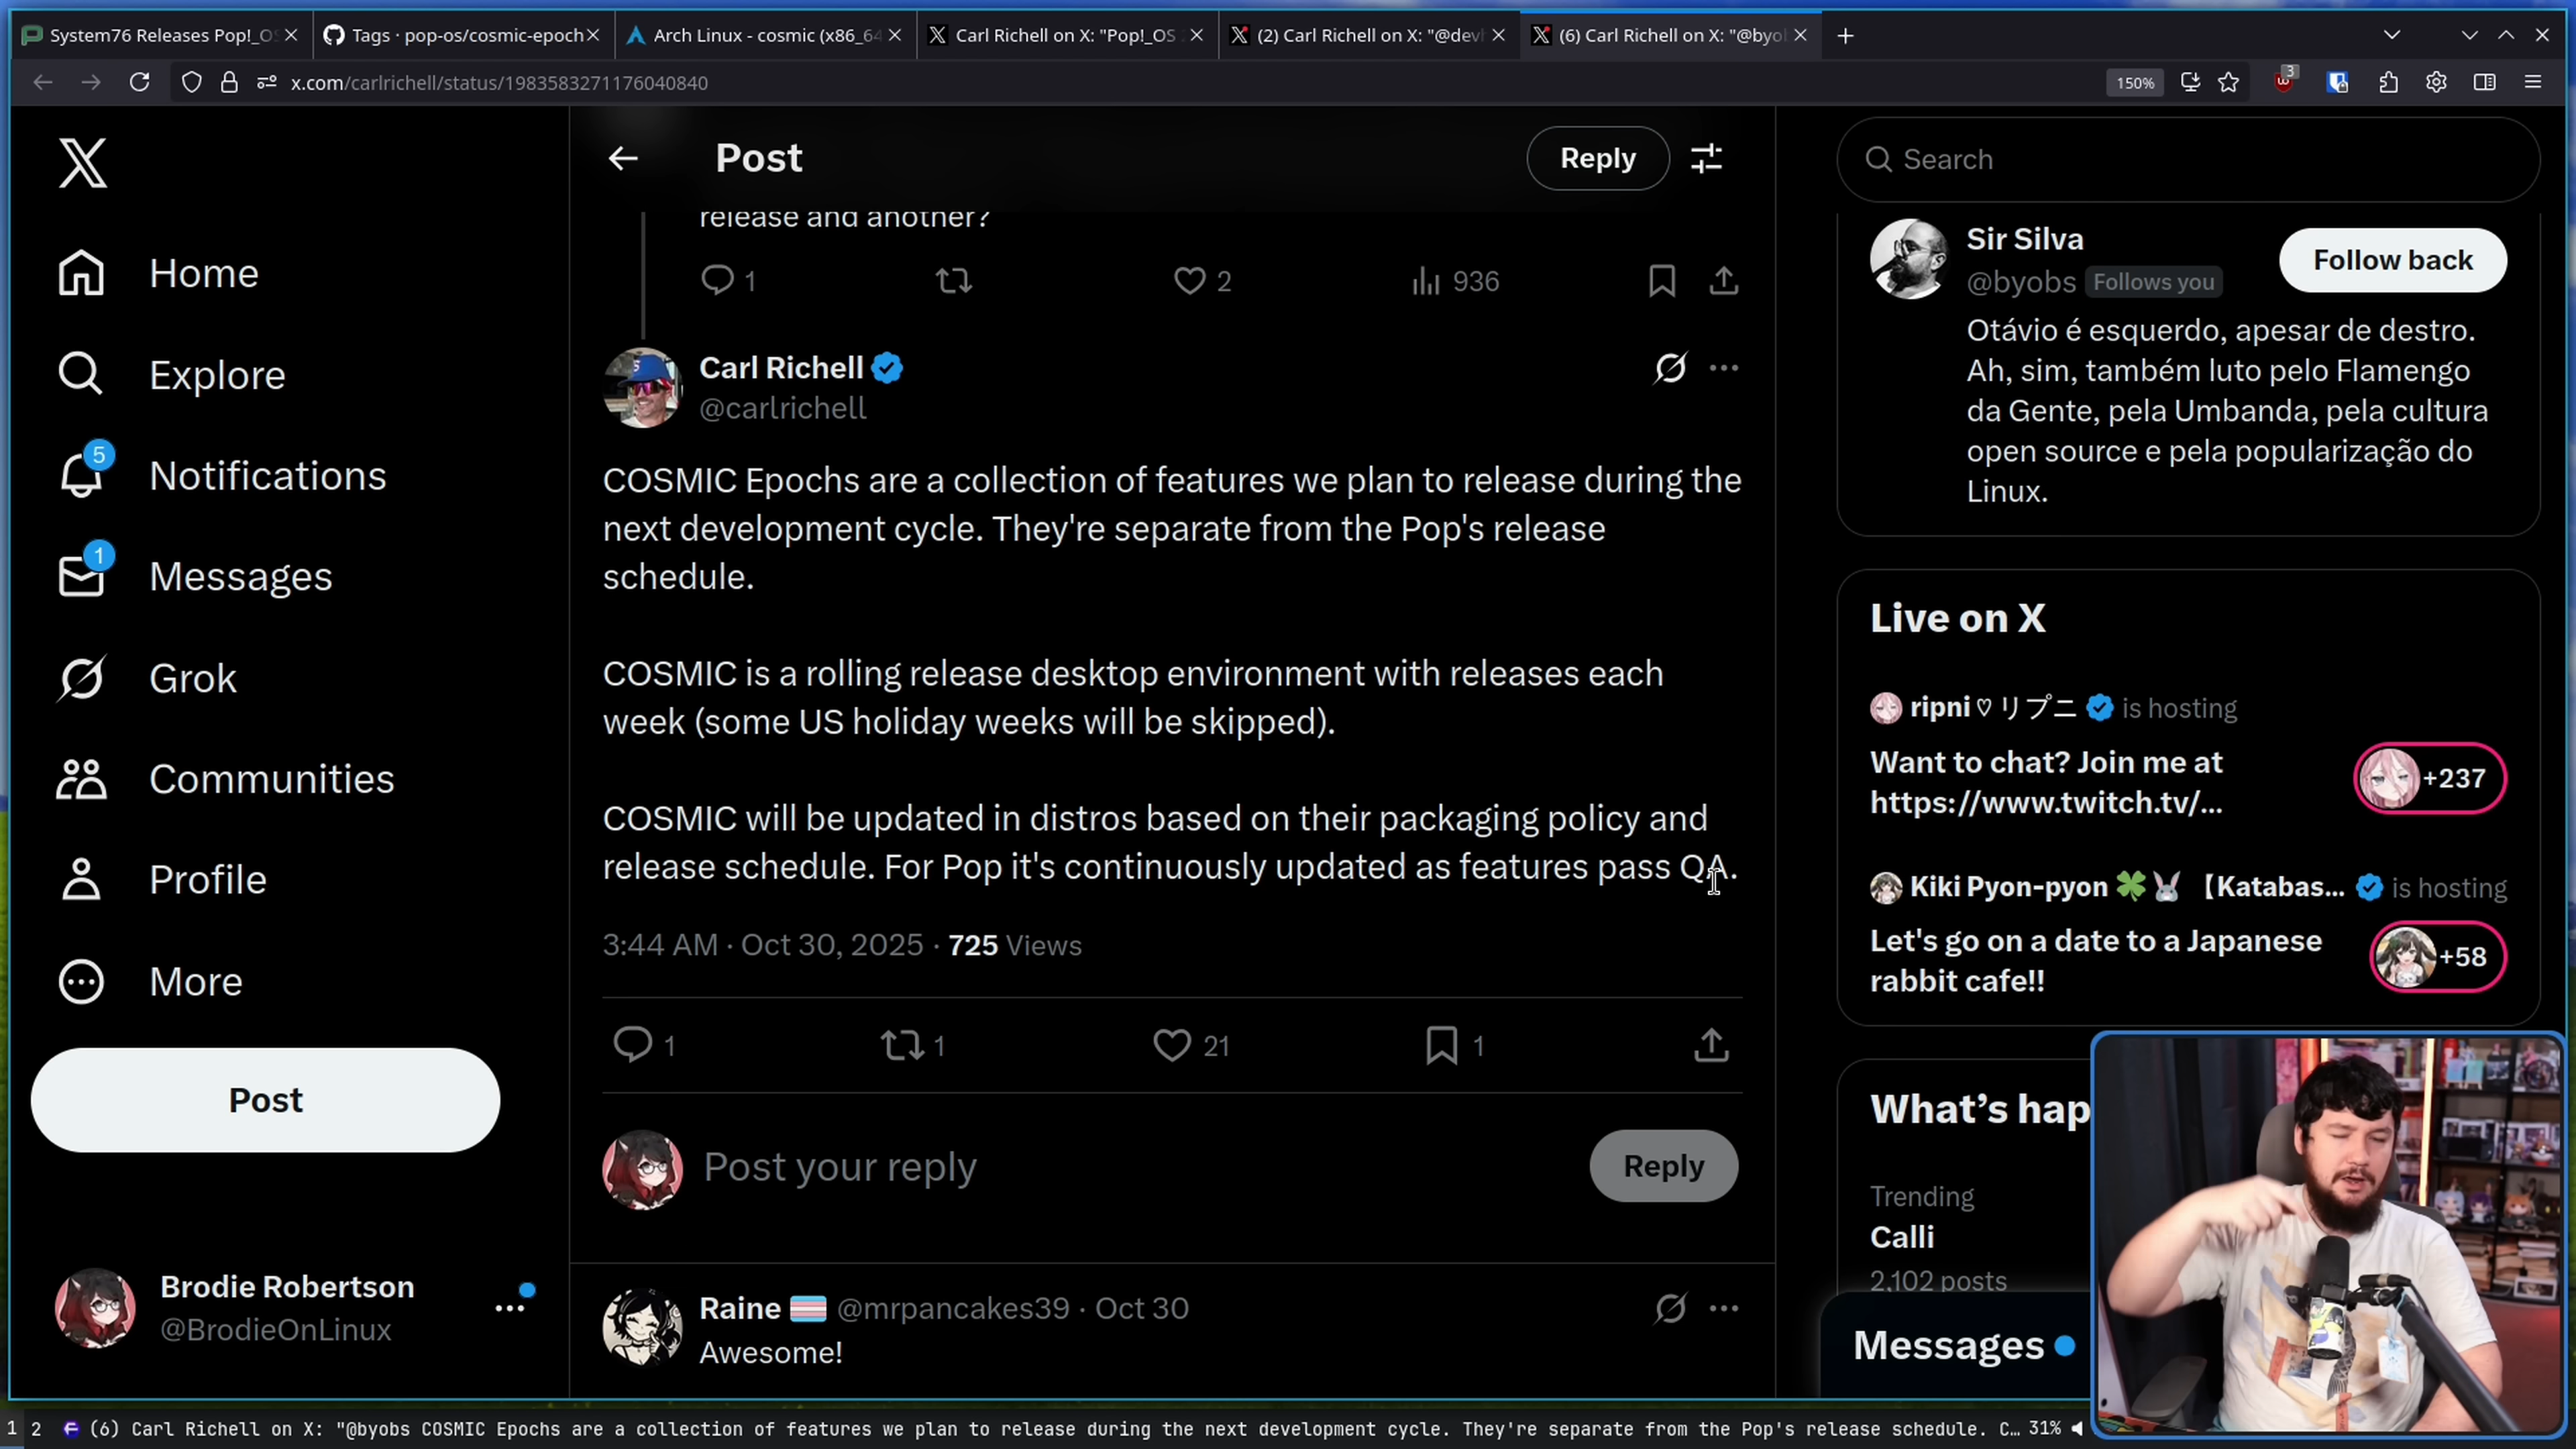 System76 Releases Pop!_OS
Tags · pop-os/cosmic-epoch
Arch Linux - cosmic (x86_64
Carl Richell on X: "Pop!_OS
(2) Carl Richell on X: "@devh
(6) Carl Richell on X: "@byob
x.com/carlrichell/status/1983583271176040840
150%
3
Post
Reply
Search
Home
Explore
5
Notifications
1
Messages
Grok
Communities
Profile
More
Post
Brodie Robertson
@BrodieOnLinux
release and another?
1
2
936
Carl Richell
@carlrichell
COSMIC Epochs are a collection of features we plan to release during the
next development cycle. They're separate from the Pop's release
schedule.
COSMIC is a rolling release desktop environment with releases each
week (some US holiday weeks will be skipped).
COSMIC will be updated in distros based on their packaging policy and
release schedule. For Pop it's continuously updated as features pass QA.
3:44 AM · Oct 30, 2025 · 725 Views
1
1
21
1
Post your reply
Reply
Raine @mrpancakes39 · Oct 30
Awesome!
Sir Silva
@byobs Follows you
Follow back
Otávio é esquerdo, apesar de destro.
Ah, sim, também luto pelo Flamengo
da Gente, pela Umbanda, pela cultura
open source e pela popularização do
Linux.
Live on X
ripni ♡ リプニ is hosting
Want to chat? Join me at
https://www.twitch.tv/...
+237
Kiki Pyon-pyon 🍀🐰【Katabas... is hosting
Let's go on a date to a Japanese
rabbit cafe!!
+58
What's hap
Trending
Calli
2,102 posts
Messages
1 2 (6) Carl Richell on X: "@byobs COSMIC Epochs are a collection of features we plan to release during the next development cycle. They're separate from the Pop's release schedule. C… 31%